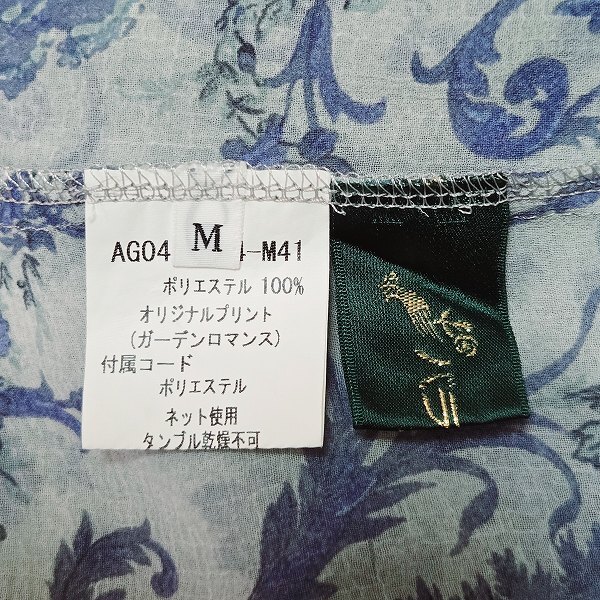 M
AG04 4-M41
ポリエステル 100%
オリジナルプリント
(ガーデンロマンス)
付属コード
ポリエステル
ネット使用
タンブル乾燥不可